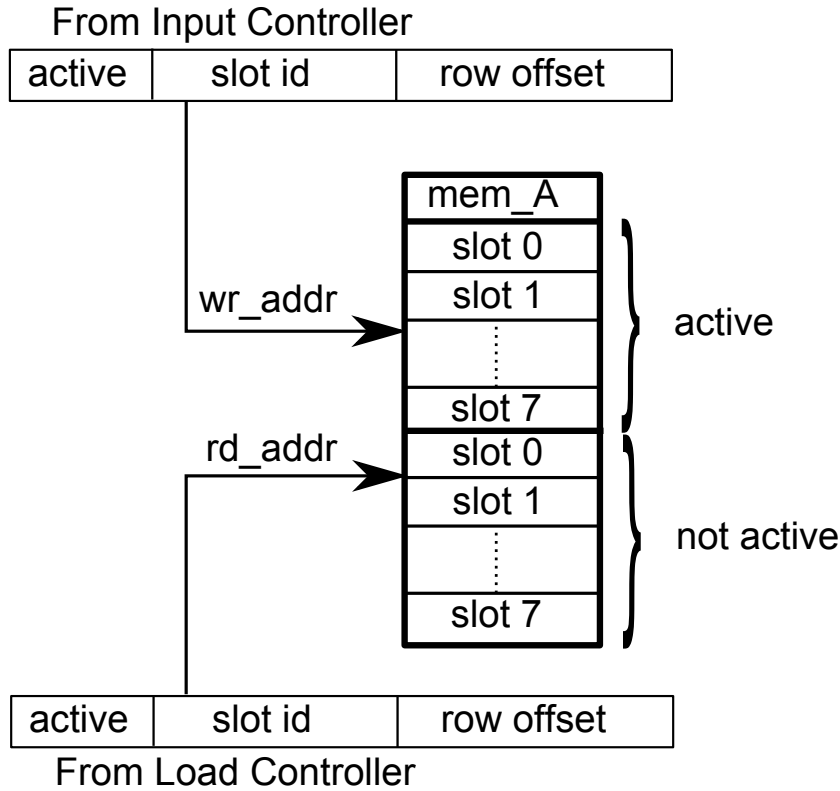 From Input Controller
active slot id row offset
mem_A
slot 0
slot 1
wr_addr
active
slot 7
rd_addr
slot 0
slot 1
not active
slot 7
active slot id row offset
From Load Controller